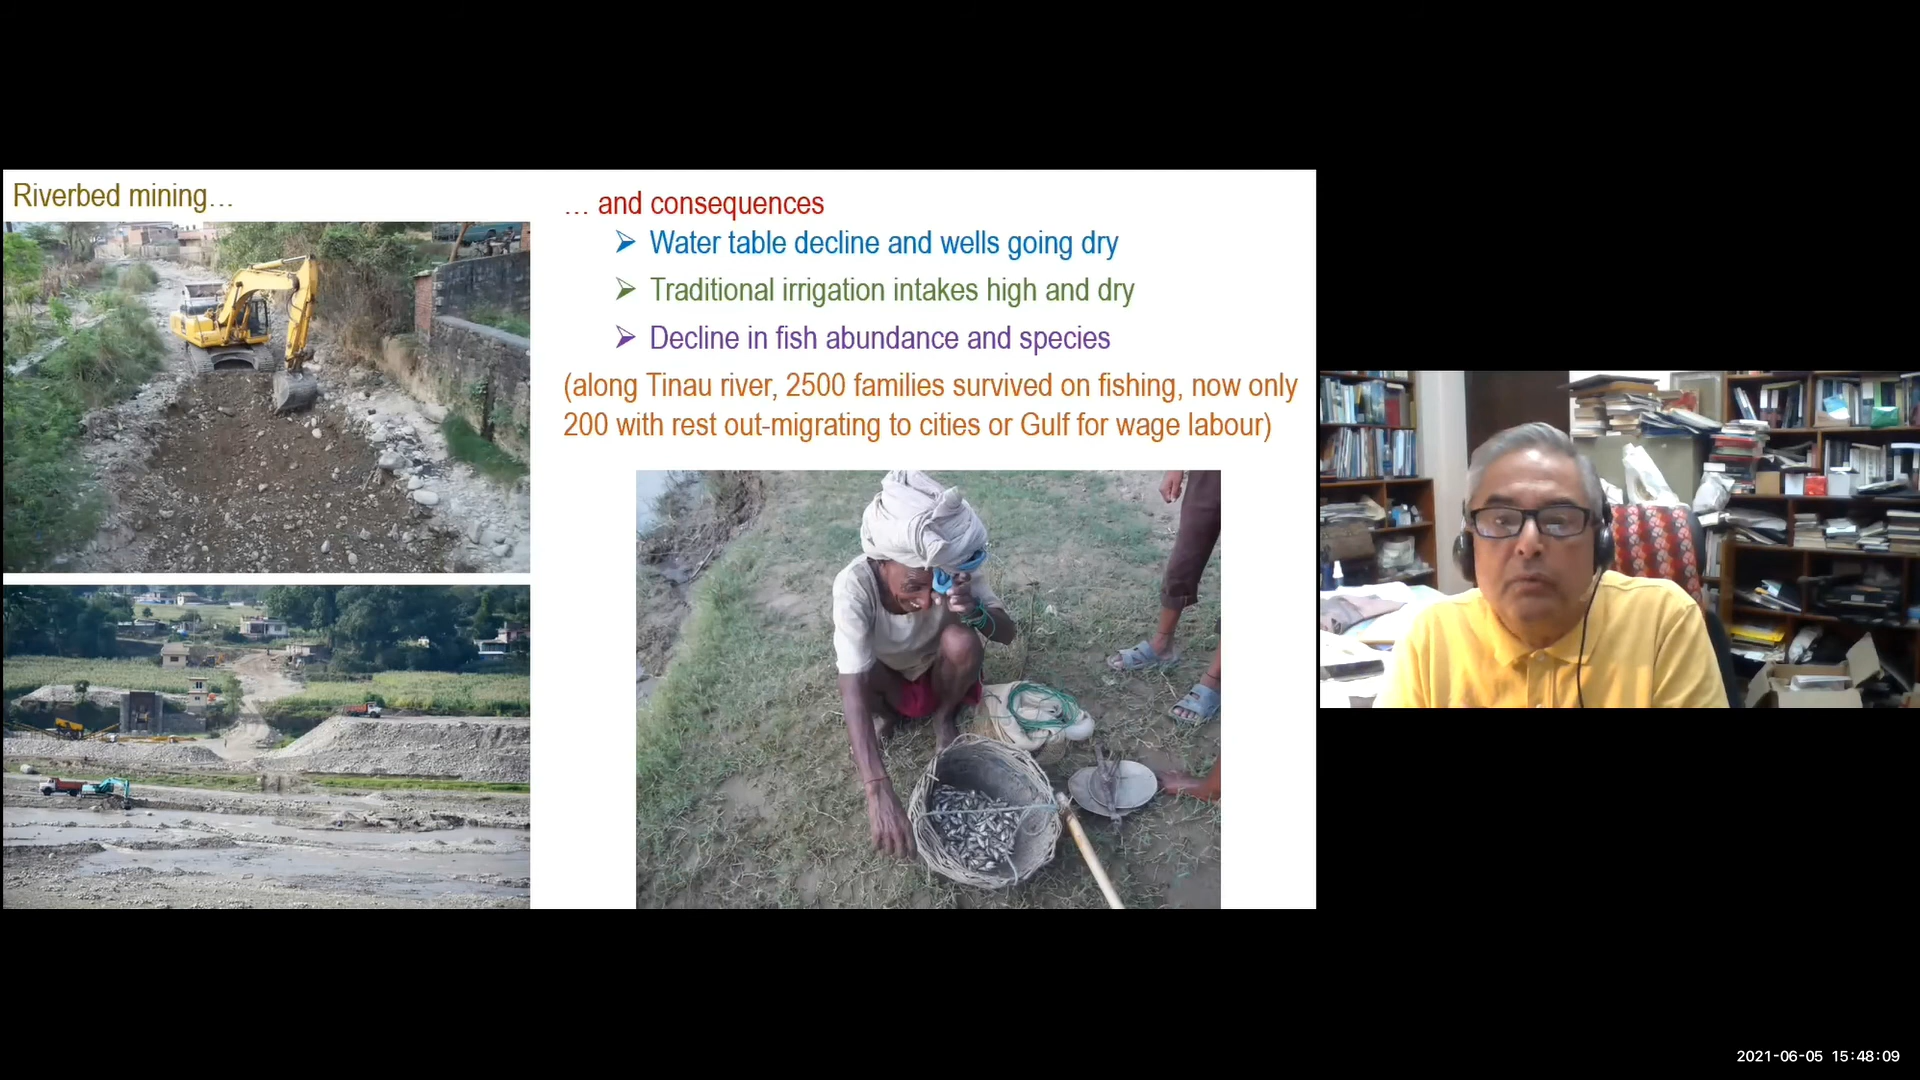 Riverbed mining…
… and consequences
➢ Water table decline and wells going dry
➢ Traditional irrigation intakes high and dry
➢ Decline in fish abundance and species
(along Tinau river, 2500 families survived on fishing, now only
200 with rest out-migrating to cities or Gulf for wage labour)
2021-06-05 15:48:09